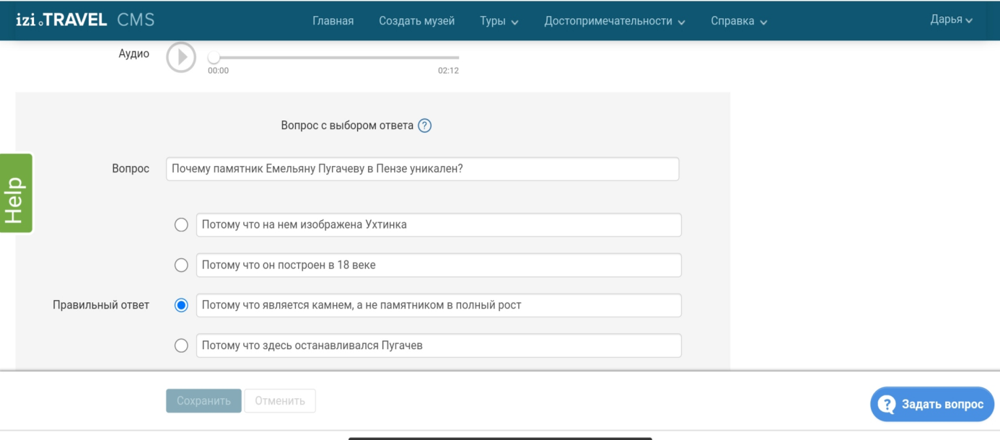 izi.TRAVEL CMS Главная Создать музей Туры Достопримечательности Справка Дарья
Аудио
00:00 02:12
Вопрос с выбором ответа ?
Вопрос Почему памятник Емельяну Пугачеву в Пензе уникален?
Help
Потому что на нем изображена Ухтинка
Потому что он построен в 18 веке
Правильный ответ Потому что является камнем, а не памятником в полный рост
Потому что здесь останавливался Пугачев
Сохранить Отменить
? Задать вопрос